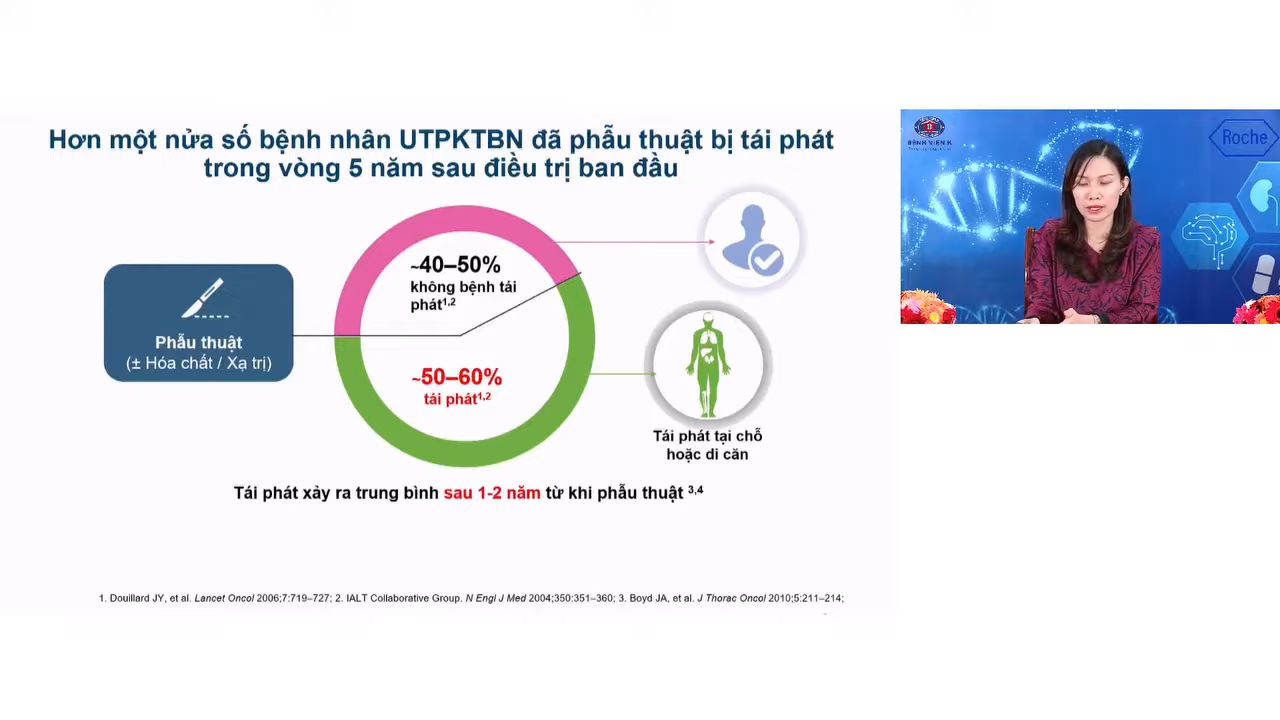 Hơn một nửa số bệnh nhân UTPKTBN đã phẫu thuật bị tái phát
trong vòng 5 năm sau điều trị ban đầu
BỆNH VIỆN K
Roche
~40–50%
không bệnh tái
phát1,2
Phẫu thuật
(± Hóa chất / Xạ trị)
~50–60%
tái phát1,2
Tái phát tại chỗ
hoặc di căn
Tái phát xảy ra trung bình sau 1-2 năm từ khi phẫu thuật 3,4
1. Douillard JY, et al. Lancet Oncol 2006;7:719–727; 2. IALT Collaborative Group. N Engl J Med 2004;350:351–360; 3. Boyd JA, et al. J Thorac Oncol 2010;5:211–214;